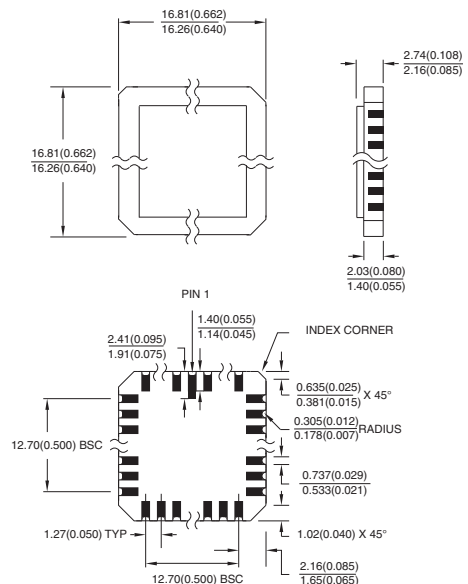 16.81(0.662)
16.26(0.640)
2.74(0.108)
2.16(0.085)
16.81(0.662)
16.26(0.640)
2.03(0.080)
1.40(0.055)
PIN 1
1.40(0.055)
1.14(0.045)
INDEX CORNER
2.41(0.095)
1.91(0.075)
0.635(0.025)
0.381(0.015) X 45°
0.305(0.012)
0.178(0.007) RADIUS
12.70(0.500) BSC
0.737(0.029)
0.533(0.021)
1.27(0.050) TYP
1.02(0.040) X 45°
12.70(0.500) BSC
2.16(0.085)
1.65(0.065)